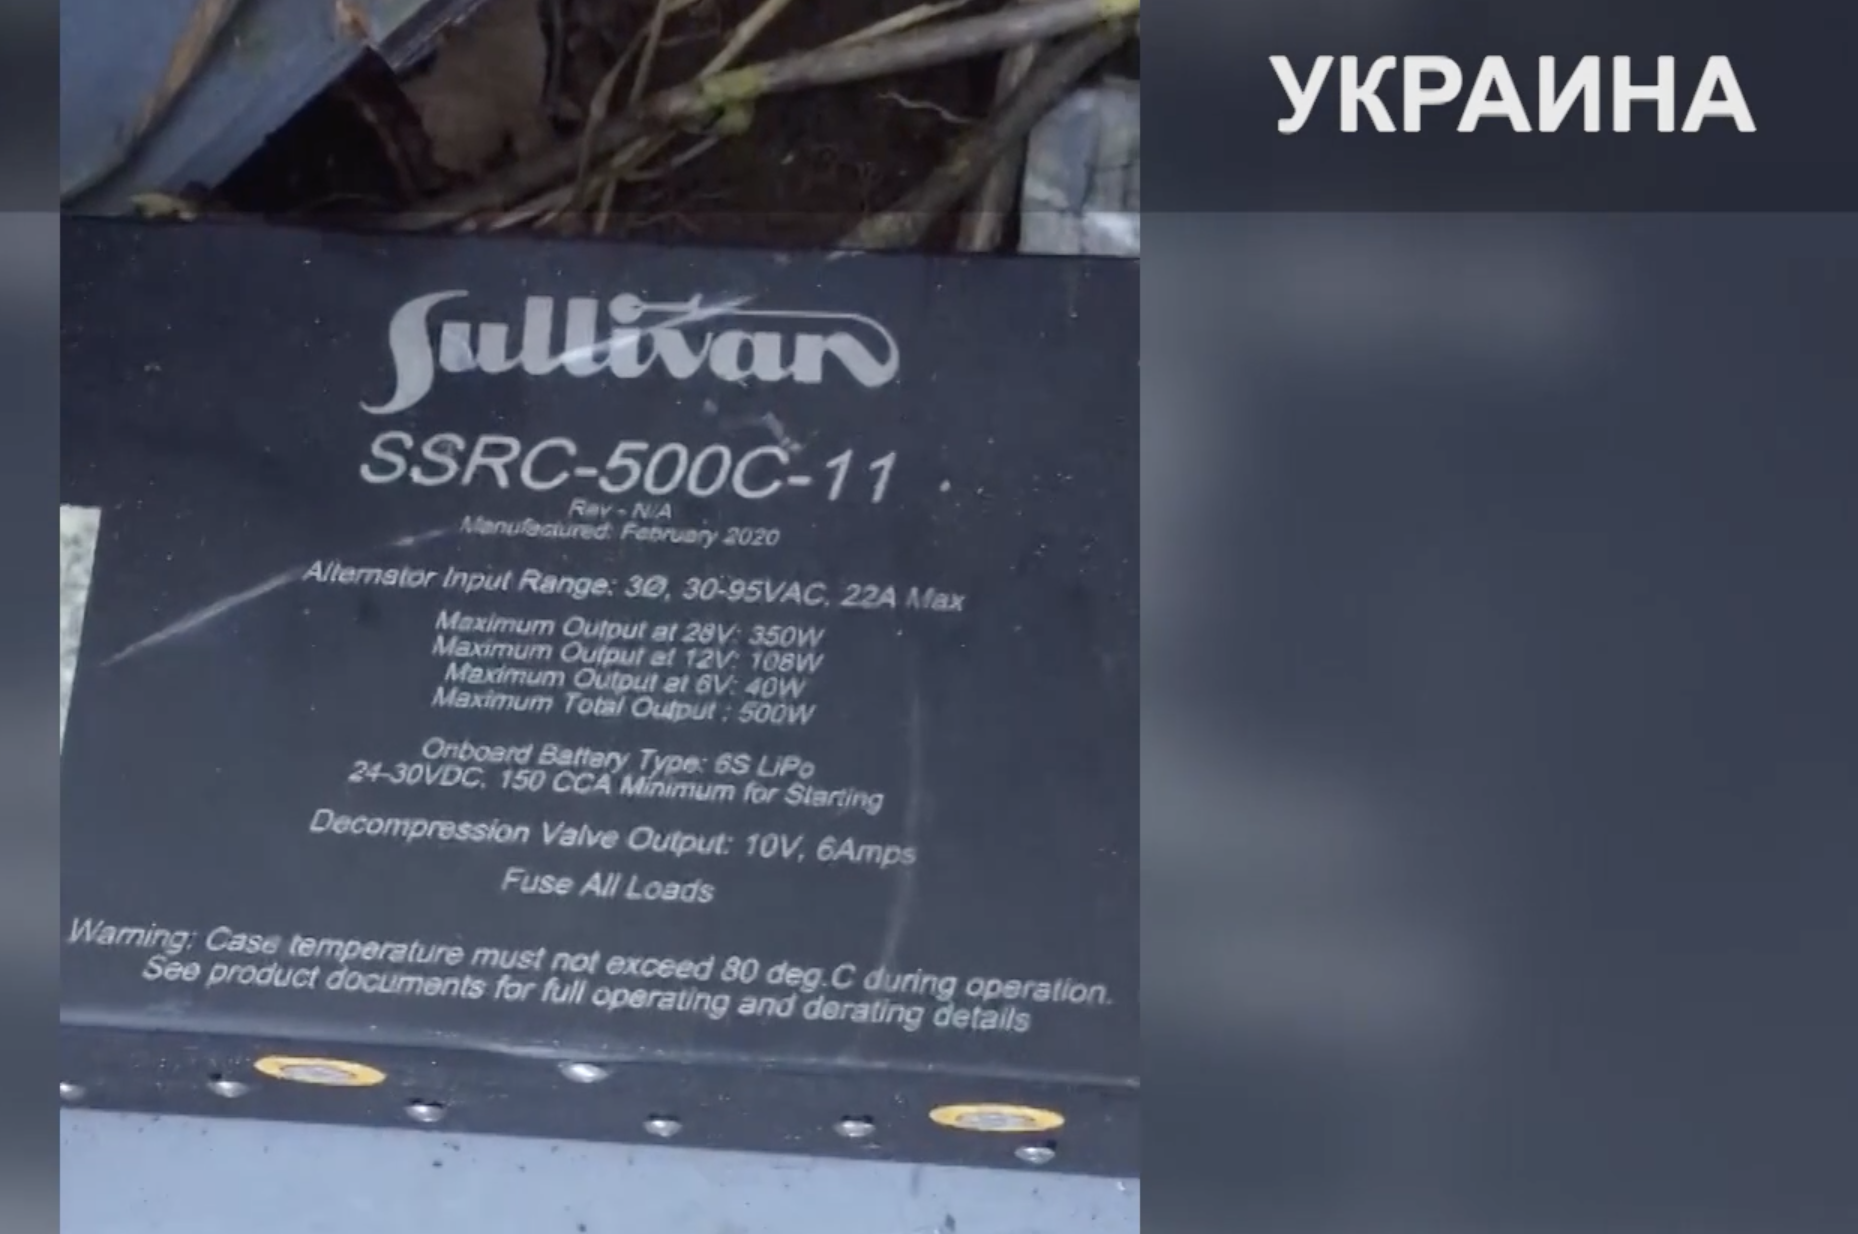 УКРАИНА
Sullivan
SSRC-500C-11
Rev - N/A
Manufactured: February 2020
Alternator Input Range: 3Ø, 30-95VAC, 22A Max
Maximum Output at 28V: 350W
Maximum Output at 12V: 108W
Maximum Output at 6V: 40W
Maximum Total Output : 500W
Onboard Battery Type: 6S LiPo
24-30VDC, 150 CCA Minimum for Starting
Decompression Valve Output: 10V, 6Amps
Fuse All Loads
Warning: Case temperature must not exceed 80 deg.C during operation.
See product documents for full operating and derating details